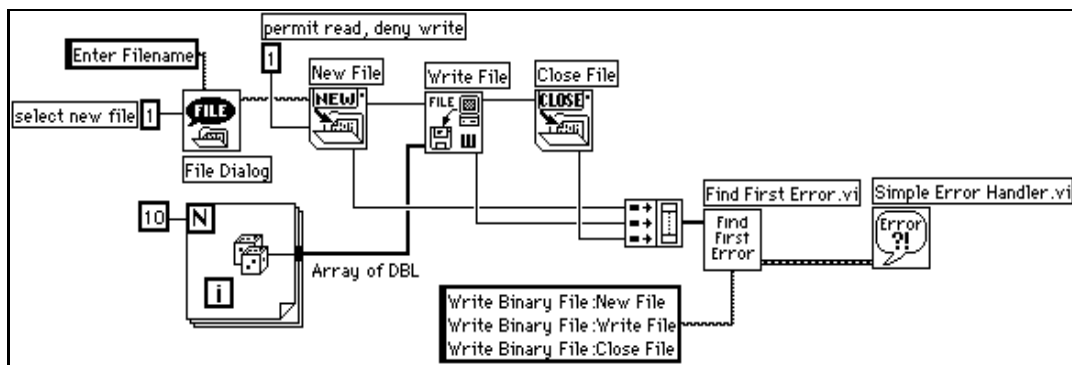 permit read, deny write
Enter Filename
1
New File
Write File
Close File
NEW
FILE
CLOSE
select new file
1
FILE
W
File Dialog
Find First Error.vi
Simple Error Handler.vi
10
N
Find
First
Error
Error
?!
Array of DBL
i
Write Binary File:New File
Write Binary File:Write File
Write Binary File:Close File